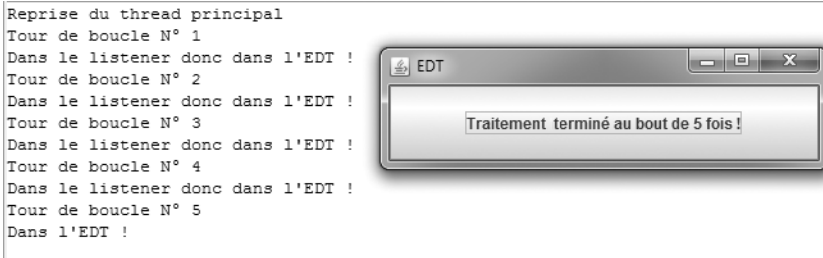 Reprise du thread principal
Tour de boucle N° 1
Dans le listener donc dans l'EDT !
Tour de boucle N° 2
Dans le listener donc dans l'EDT !
Tour de boucle N° 3
Dans le listener donc dans l'EDT !
Tour de boucle N° 4
Dans le listener donc dans l'EDT !
Tour de boucle N° 5
Dans l'EDT !
EDT
Traitement terminé au bout de 5 fois !